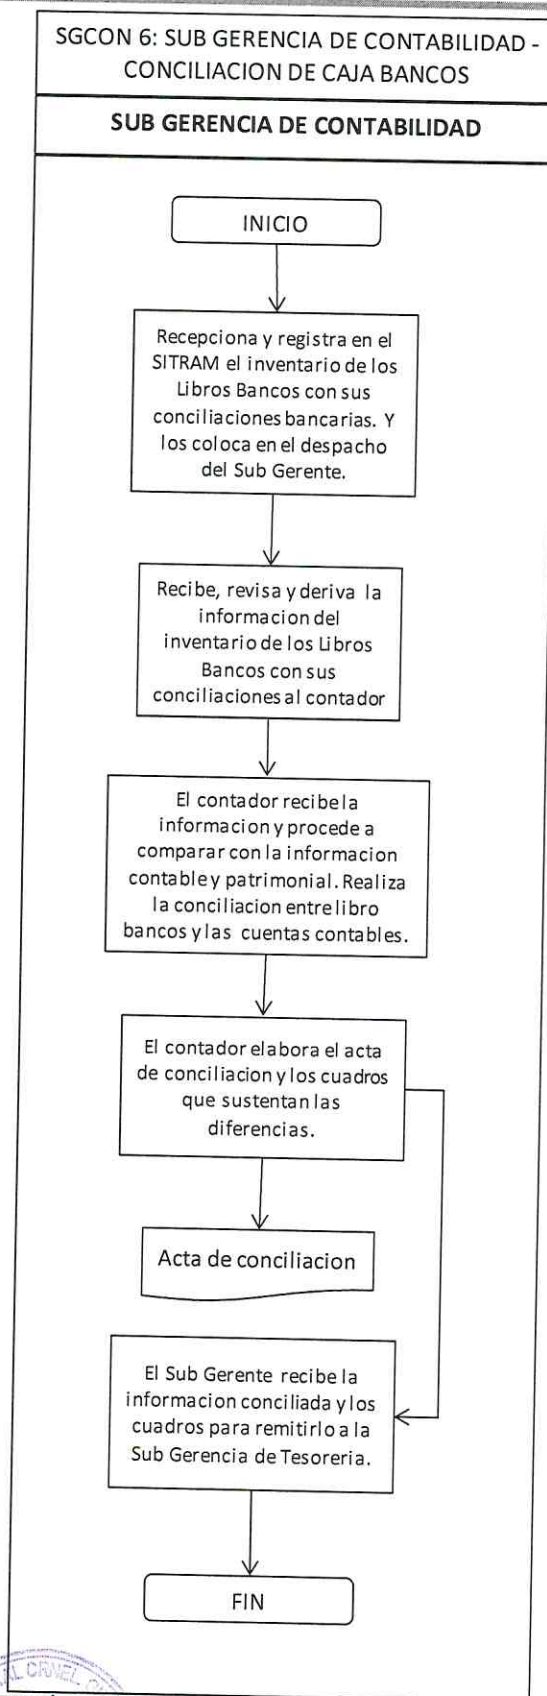 SGCON 6: SUB GERENCIA DE CONTABILIDAD -
CONCILIACION DE CAJA BANCOS
SUB GERENCIA DE CONTABILIDAD
INICIO
Recepciona y registra en el
SITRAM el inventario de los
Libros Bancos con sus
conciliaciones bancarias. Y
los coloca en el despacho
del Sub Gerente.
Recibe, revisa y deriva la
informacion del
inventario de los Libros
Bancos con sus
conciliaciones al contador
El contador recibe la
informacion y procede a
comparar con la informacion
contable y patrimonial. Realiza
la conciliacion entre libro
bancos y las cuentas contables.
El contador elabora el acta
de conciliacion y los cuadros
que sustentan las
diferencias.
Acta de conciliacion
El Sub Gerente recibe la
informacion conciliada y los
cuadros para remitirlo a la
Sub Gerencia de Tesoreria.
FIN